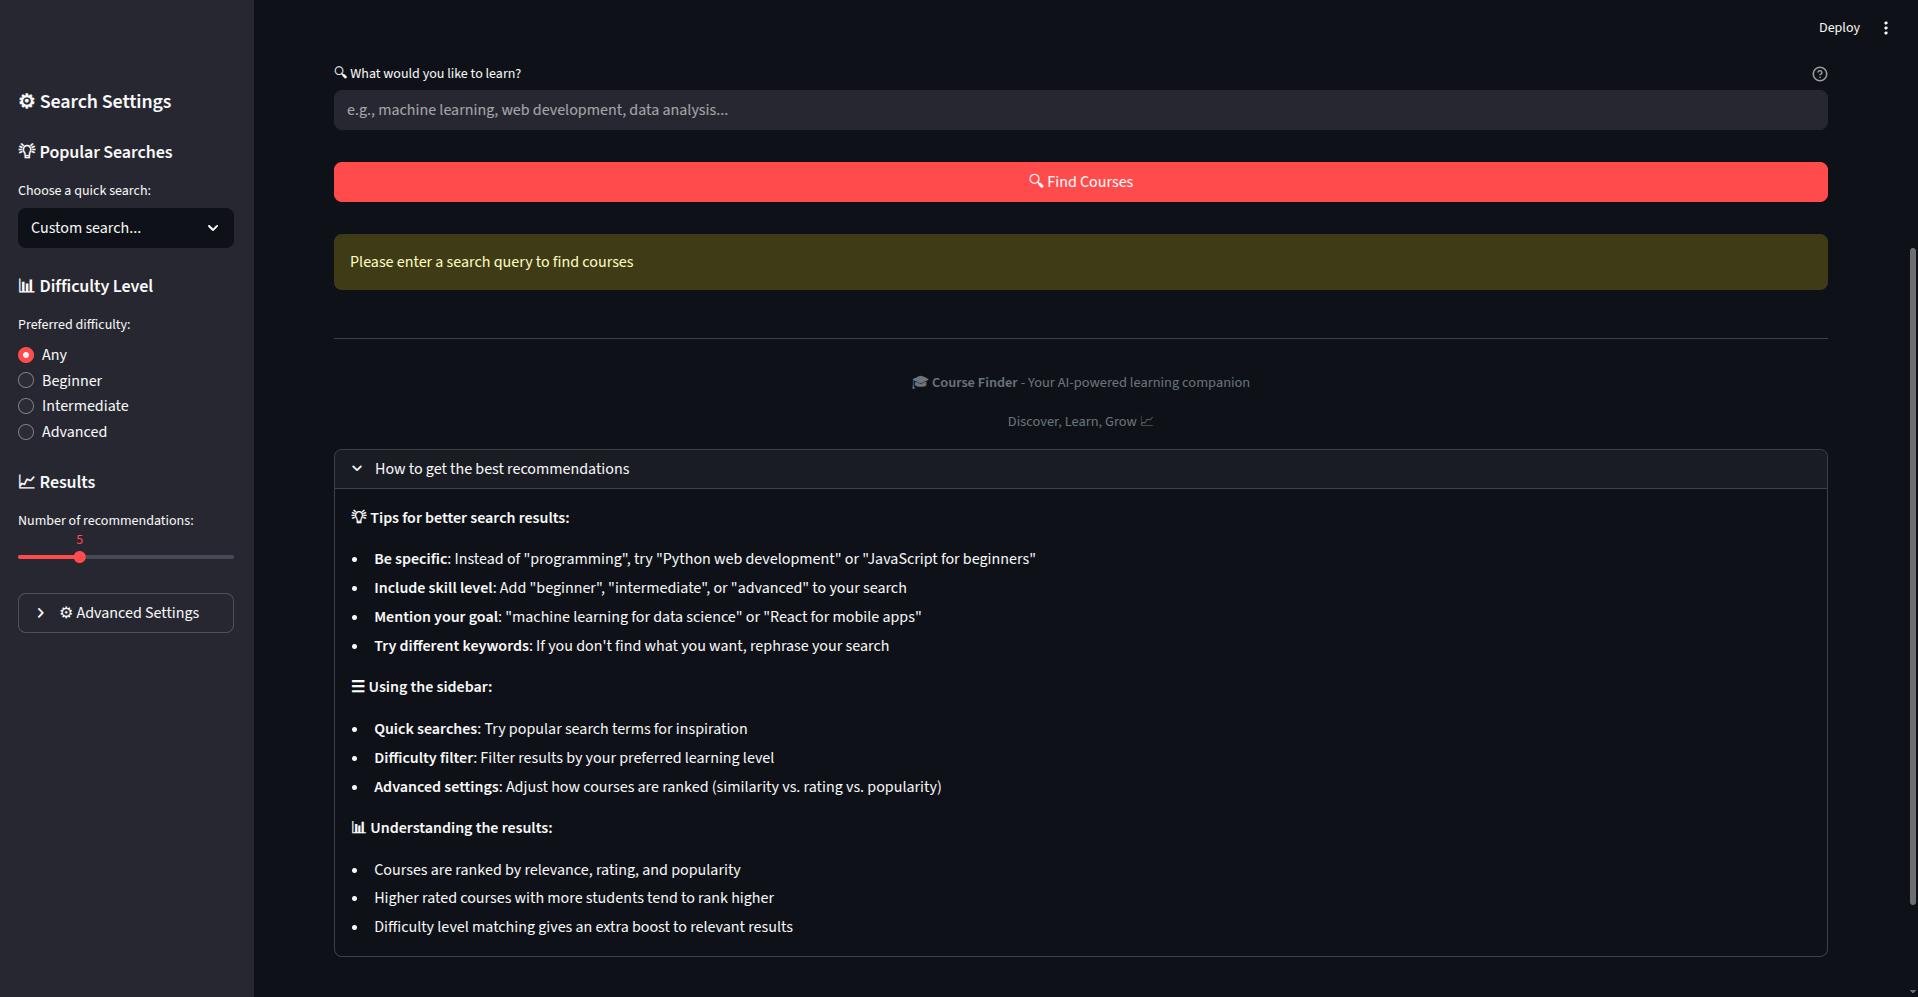 Deploy
⚙ Search Settings
Popular Searches
Choose a quick search:
Custom search...
Difficulty Level
Preferred difficulty:
Any
Beginner
Intermediate
Advanced
Results
Number of recommendations:
5
⚙ Advanced Settings
🔍 What would you like to learn?
e.g., machine learning, web development, data analysis...
🔍 Find Courses
Please enter a search query to find courses
🎓 Course Finder - Your AI-powered learning companion
Discover, Learn, Grow
How to get the best recommendations
Tips for better search results:
• Be specific: Instead of "programming", try "Python web development" or "JavaScript for beginners"
• Include skill level: Add "beginner", "intermediate", or "advanced" to your search
• Mention your goal: "machine learning for data science" or "React for mobile apps"
• Try different keywords: If you don't find what you want, rephrase your search
☰ Using the sidebar:
• Quick searches: Try popular search terms for inspiration
• Difficulty filter: Filter results by your preferred learning level
• Advanced settings: Adjust how courses are ranked (similarity vs. rating vs. popularity)
Understanding the results:
• Courses are ranked by relevance, rating, and popularity
• Higher rated courses with more students tend to rank higher
• Difficulty level matching gives an extra boost to relevant results